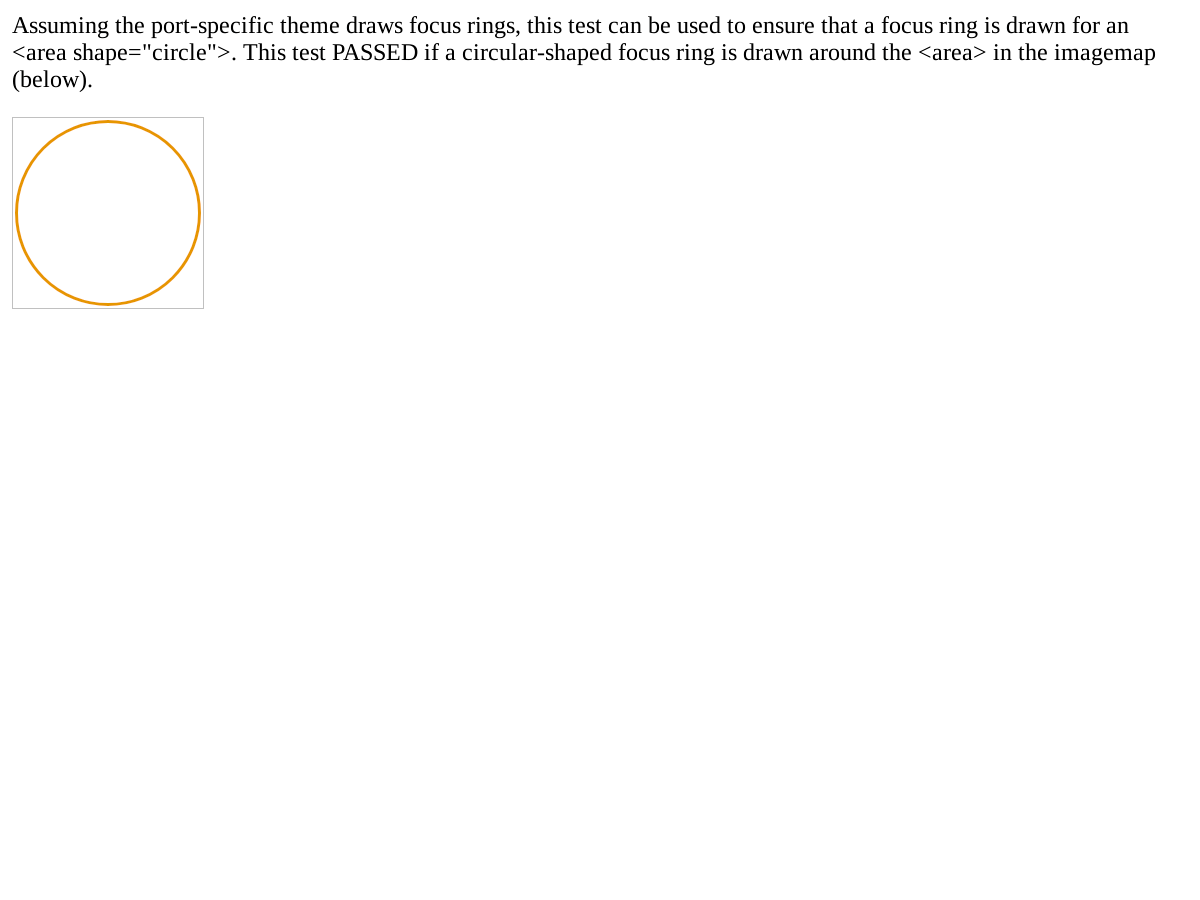 Assuming the port-specific theme draws focus rings, this test can be used to ensure that a focus ring is drawn for an
<area shape="circle">. This test PASSED if a circular-shaped focus ring is drawn around the <area> in the imagemap
(below).